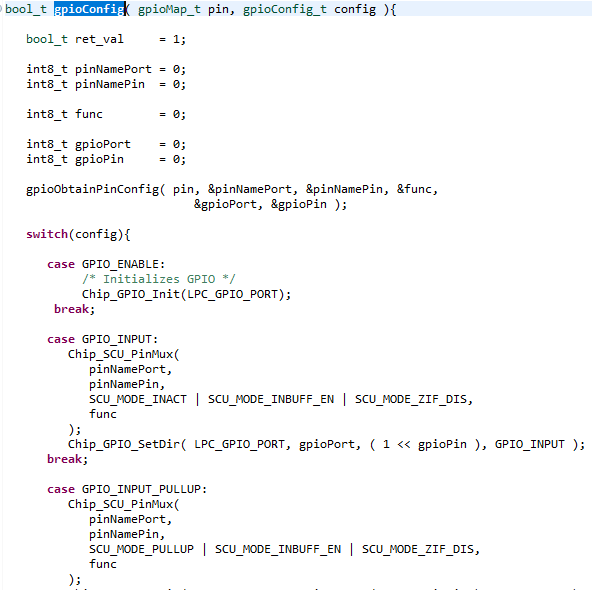 bool_t gpioConfig( gpioMap_t pin, gpioConfig_t config ){
bool_t ret_val     = 1;
int8_t pinNamePort = 0;
int8_t pinNamePin  = 0;
int8_t func        = 0;
int8_t gpioPort    = 0;
int8_t gpioPin     = 0;
gpioObtainPinConfig( pin, &pinNamePort, &pinNamePin, &func,
&gpioPort, &gpioPin );
switch(config){
case GPIO_ENABLE:
/* Initializes GPIO */
Chip_GPIO_Init(LPC_GPIO_PORT);
break;
case GPIO_INPUT:
Chip_SCU_PinMux(
pinNamePort,
pinNamePin,
SCU_MODE_INACT | SCU_MODE_INBUFF_EN | SCU_MODE_ZIF_DIS,
func
);
Chip_GPIO_SetDir( LPC_GPIO_PORT, gpioPort, ( 1 << gpioPin ), GPIO_INPUT );
break;
case GPIO_INPUT_PULLUP:
Chip_SCU_PinMux(
pinNamePort,
pinNamePin,
SCU_MODE_PULLUP | SCU_MODE_INBUFF_EN | SCU_MODE_ZIF_DIS,
func
);